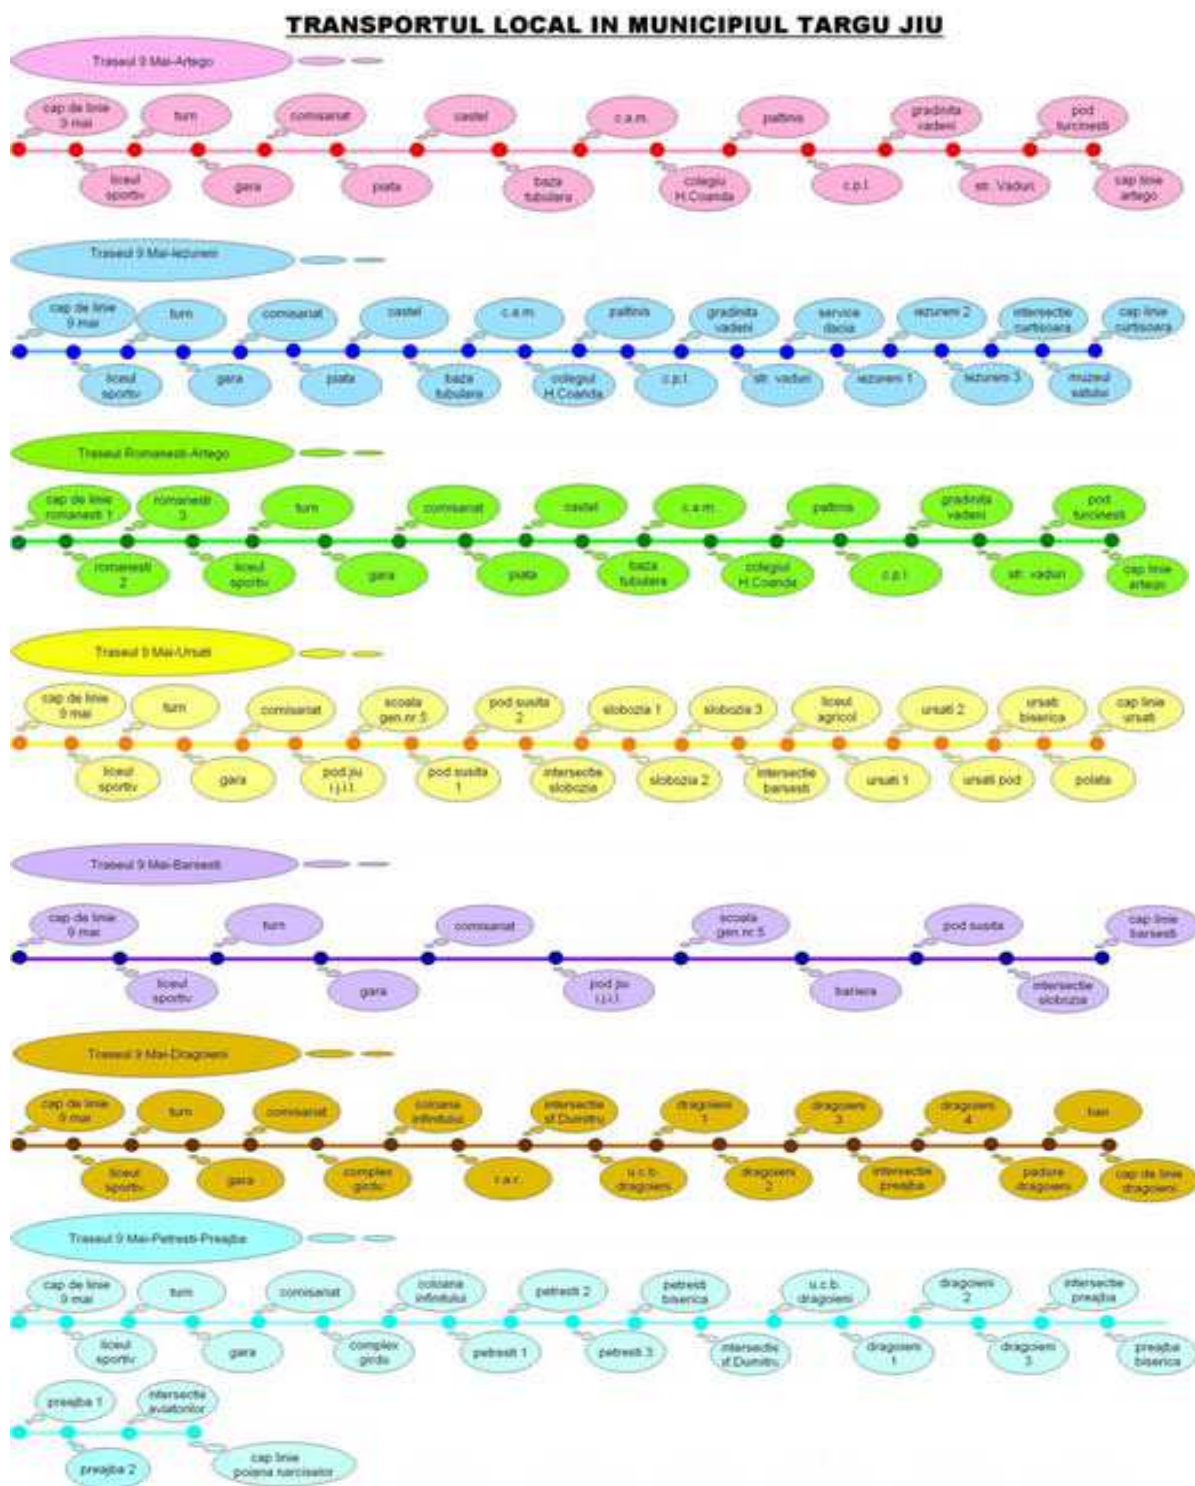 TRANSPORTUL LOCAL IN MUNICIPIUL TARGU JIU
Traseul 9 Mai-Artego
cap de linie
9 mai
liceul
sportiv
turn
gara
comisariat
piata
castel
baza
tubulara
c.a.m.
colegiu
H.Coanda
paltinis
c.p.l.
gradinita
vadeni
str. Vaduri
pod
turcinesti
cap linie
artego
Traseul 9 Mai-Iezureni
cap de linie
9 mai
liceul
sportiv
turn
gara
comisariat
piata
castel
baza
tubulara
c.a.m.
colegiul
H.Coanda
paltinis
c.p.l.
gradinita
vadeni
str. vaduri
service
dacia
iezureni 1
iezureni 2
iezureni 3
intersectie
curtisoara
muzeul
satului
cap linie
curtisoara
Traseul Romanesti-Artego
cap de linie
romanesti 1
romanesti
2
romanesti
3
liceul
sportiv
turn
gara
comisariat
piata
castel
baza
tubulara
c.a.m.
colegiul
H.Coanda
paltinis
c.p.l.
gradinita
vadeni
str. vaduri
pod
turcinesti
cap linie
artego
Traseul 9 Mai-Ursati
cap de linie
9 mai
liceul
sportiv
turn
gara
comisariat
pod jiu
i.j.i.l.
scoala
gen.nr.5
pod susita
1
pod susita
2
intersectie
slobozia
slobozia 1
slobozia 2
slobozia 3
intersectie
barsesti
liceul
agricol
ursati 1
ursati 2
ursati pod
ursati
biserica
polata
cap linie
ursati
Traseul 9 Mai-Barsesti
cap de linie
9 mai
liceul
sportiv
turn
gara
comisariat
pod jiu
i.j.i.l.
scoala
gen.nr.5
bariera
pod susita
intersectie
slobozia
cap linie
barsesti
Traseul 9 Mai-Dragoieni
cap de linie
9 mai
liceul
sportiv
turn
gara
comisariat
complex
girdu
coloana
infinitului
r.a.r.
intersectie
sf.Dumitru
u.c.b.
dragoieni
dragoieni
1
dragoieni
2
dragoieni
3
intersectie
preajba
dragoieni
4
padure
dragoieni
han
cap de linie
dragoieni
Traseul 9 Mai-Petresti-Preajba
cap de linie
9 mai
liceul
sportiv
turn
gara
comisariat
complex
girdu
coloana
infinitului
petresti 1
petresti 2
petresti 3
petresti
biserica
intersectie
sf.Dumitru
u.c.b.
dragoieni
dragoieni
1
dragoieni
2
dragoieni
3
intersectie
preajba
preajba
biserica
preajba 1
preajba 2
intersectie
aviatorilor
cap linie
poiana narciselor